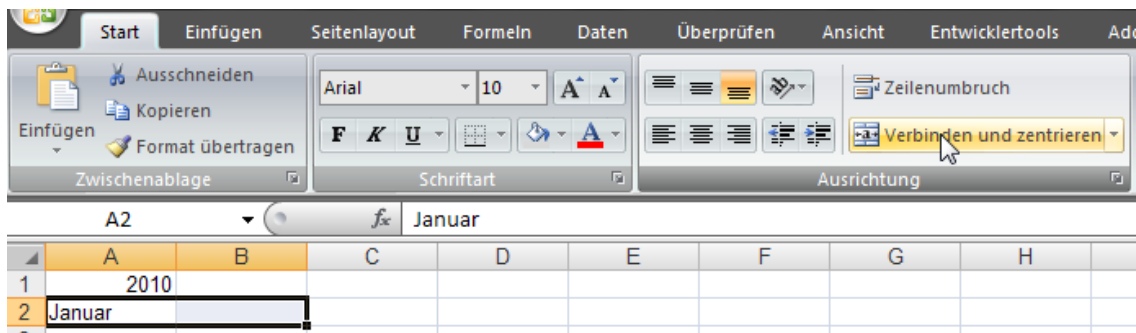 Start Einfügen Seitenlayout Formeln Daten Überprüfen Ansicht Entwicklertools
Ausschneiden
Kopieren
Einfügen
Format übertragen
Zwischenablage
Arial 10 A A
F K U A
Schriftart
Zeilenumbruch
Verbinden und zentrieren
Ausrichtung
A2 fx Januar
A B C D E F G H
1 2010
2 Januar